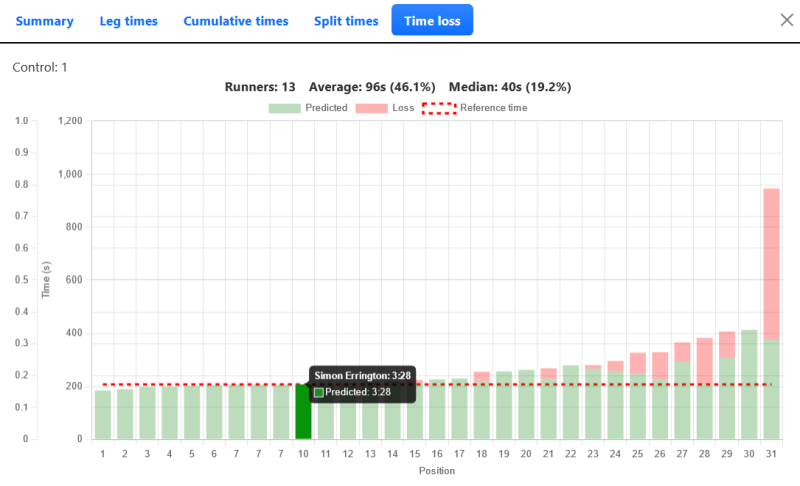 Summary Leg times Cumulative times Split times Time loss
Control: 1
Runners: 13 Average: 96s (46.1%) Median: 40s (19.2%)
Predicted Loss Reference time
1.0 1,200
0.9
1,000
0.8
800
0.7
0.6
Time (s)
600
0.5
0.4
400
0.3
Simon Errington: 3:28
Predicted: 3:28
0.2 200
0.1
0 0
1 2 3 4 4 6 7 7 7 10 11 12 13 14 15 16 17 18 19 20 21 22 23 24 25 26 27 28 29 30 31
Position